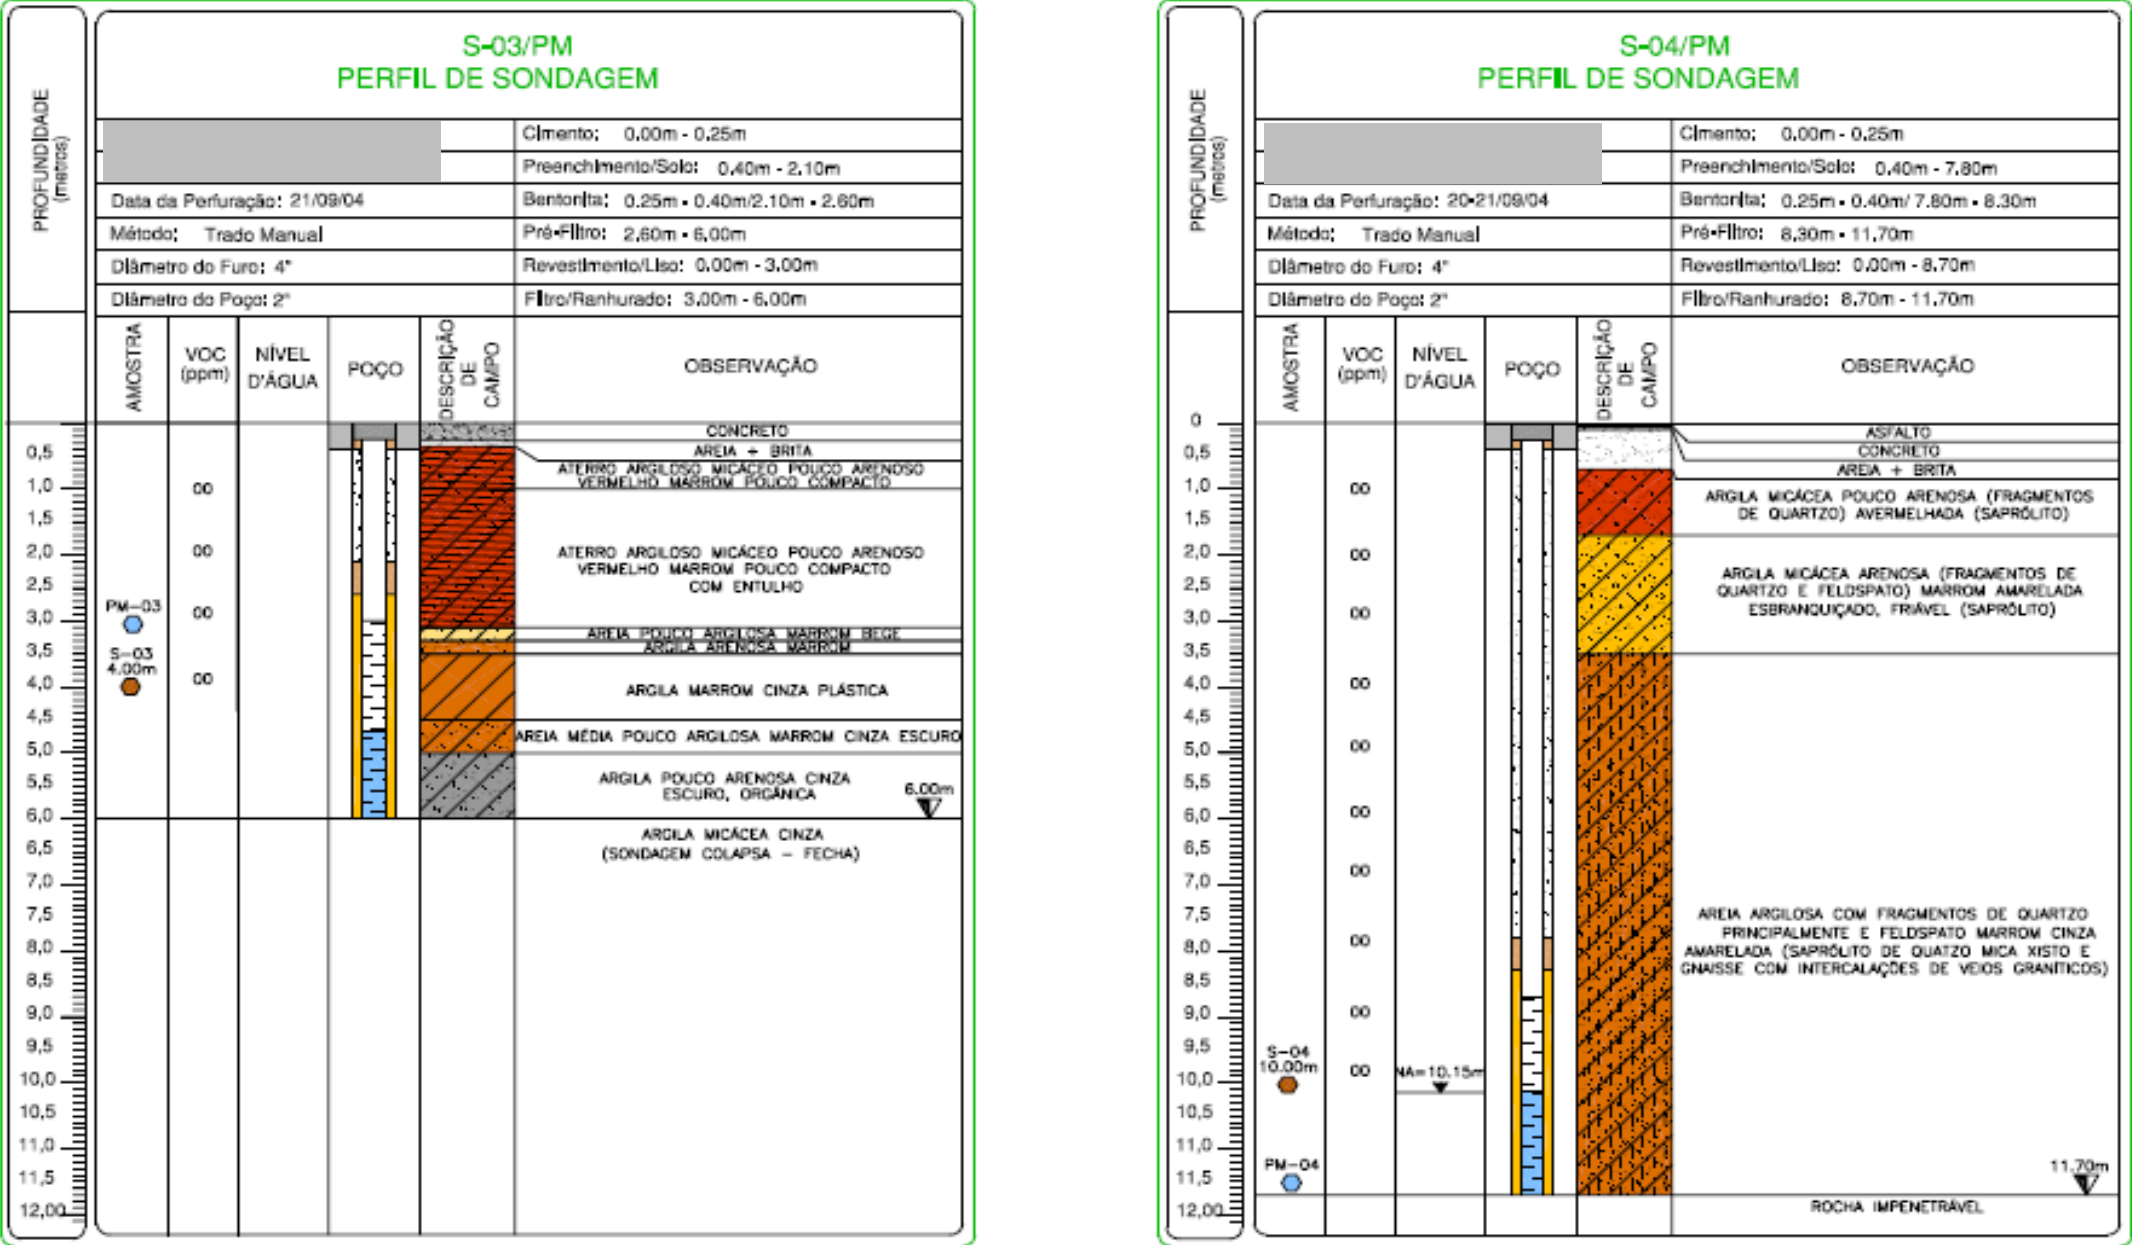 S-03/PM
PERFIL DE SONDAGEM
PROFUNDIDADE
(metros)
Cimento: 0.00m - 0.25m
Preenchimento/Solo: 0.40m - 2.10m
Data da Perfuração: 21/09/04
Bentonita: 0.25m - 0.40m/2.10m - 2.60m
Método: Trado Manual
Pré-Filtro: 2.60m - 6.00m
Diâmetro do Furo: 4"
Revestimento/Liso: 0.00m - 3.00m
Diâmetro do Poço: 2"
Filtro/Ranhurado: 3.00m - 6.00m
AMOSTRA
VOC
(ppm)
NÍVEL
D'ÁGUA
POÇO
DESCRIÇÃO
DE
CAMPO
OBSERVAÇÃO
0,5
1,0
1,5
2,0
2,5
3,0
3,5
4,0
4,5
5,0
5,5
6,0
6,5
7,0
7,5
8,0
8,5
9,0
9,5
10,0
10,5
11,0
11,5
12,00
PM-03
S-03
4.00m
00
00
00
00
CONCRETO
AREIA + BRITA
ATERRO ARGILOSO MICÁCEO POUCO ARENOSO
VERMELHO MARROM POUCO COMPACTO
ATERRO ARGILOSO MICÁCEO POUCO ARENOSO
VERMELHO MARROM POUCO COMPACTO
COM ENTULHO
AREIA POUCO ARGILOSA MARROM BEGE
ARGILA ARENOSA MARROM
ARGILA MARROM CINZA PLÁSTICA
AREIA MÉDIA POUCO ARGILOSA MARROM CINZA ESCURO
ARGILA POUCO ARENOSA CINZA
ESCURO, ORGÂNICA
6.00m
ARGILA MICÁCEA CINZA
(SONDAGEM COLAPSA - FECHA)
S-04/PM
PERFIL DE SONDAGEM
PROFUNDIDADE
(metros)
Cimento: 0.00m - 0.25m
Preenchimento/Solo: 0.40m - 7.80m
Data da Perfuração: 20-21/09/04
Bentonita: 0.25m - 0.40m/ 7.80m - 8.30m
Método: Trado Manual
Pré-Filtro: 8.30m - 11.70m
Diâmetro do Furo: 4"
Revestimento/Liso: 0.00m - 8.70m
Diâmetro do Poço: 2"
Filtro/Ranhurado: 8.70m - 11.70m
AMOSTRA
VOC
(ppm)
NÍVEL
D'ÁGUA
POÇO
DESCRIÇÃO
DE
CAMPO
OBSERVAÇÃO
0
0,5
1,0
1,5
2,0
2,5
3,0
3,5
4,0
4,5
5,0
5,5
6,0
6,5
7,0
7,5
8,0
8,5
9,0
9,5
10,0
10,5
11,0
11,5
12,00
S-04
10.00m
PM-04
00
00
00
00
00
00
00
00
00
00
NA=10.15m
ASFALTO
CONCRETO
AREIA + BRITA
ARGILA MICÁCEA POUCO ARENOSA (FRAGMENTOS
DE QUARTZO) AVERMELHADA (SAPRÓLITO)
ARGILA MICÁCEA ARENOSA (FRAGMENTOS DE
QUARTZO E FELDSPATO) MARROM AMARELADA
ESBRANQUIÇADO, FRIÁVEL (SAPRÓLITO)
AREIA ARGILOSA COM FRAGMENTOS DE QUARTZO
PRINCIPALMENTE E FELDSPATO MARROM CINZA
AMARELADA (SAPRÓLITO DE QUATZO MICA XISTO E
GNAISSE COM INTERCALAÇÕES DE VEIOS GRANÍTICOS)
11.70m
ROCHA IMPENETRÁVEL